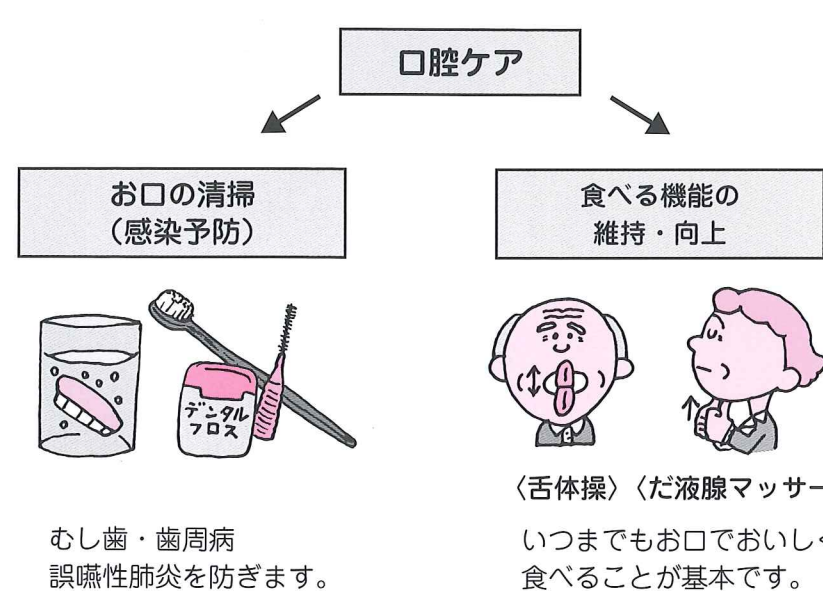 口腔ケア
お口の清掃
（感染予防）
食べる機能の
維持・向上
デンタル
フロス
〈舌体操〉〈だ液腺マッサー
むし歯・歯周病
誤嚥性肺炎を防ぎます。
いつまでもお口でおいし
食べることが基本です。